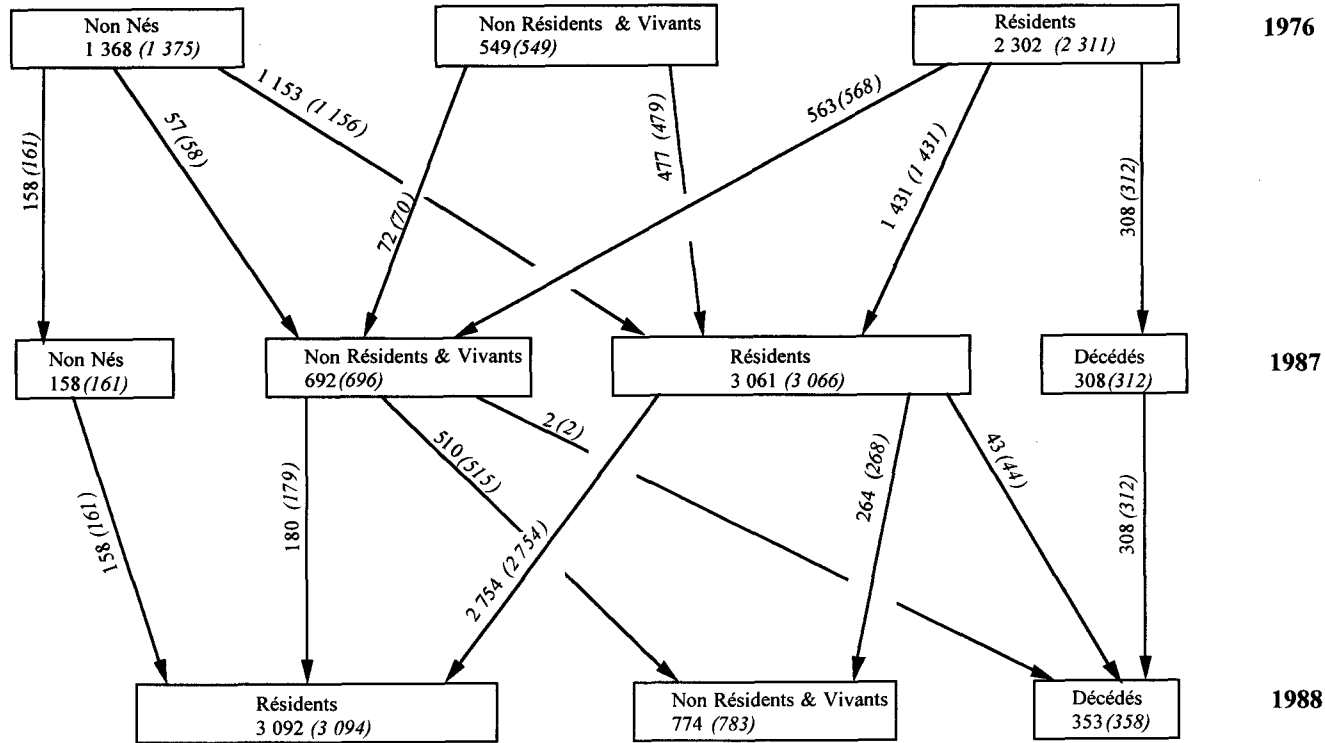 Non Nés
1 368 (1 375)
Non Résidents & Vivants
549 (549)
Résidents
2 302 (2 311)
1976
158 (161)
57 (58)
1 153 (1 156)
72 (70)
477 (479)
563 (568)
1 431 (1 431)
308 (312)
Non Nés
158 (161)
Non Résidents & Vivants
692 (696)
Résidents
3 061 (3 066)
Décédés
308 (312)
1987
158 (161)
180 (179)
510 (515)
2 (2)
2 754 (2 754)
264 (268)
43 (44)
308 (312)
Résidents
3 092 (3 094)
Non Résidents & Vivants
774 (783)
Décédés
353 (358)
1988